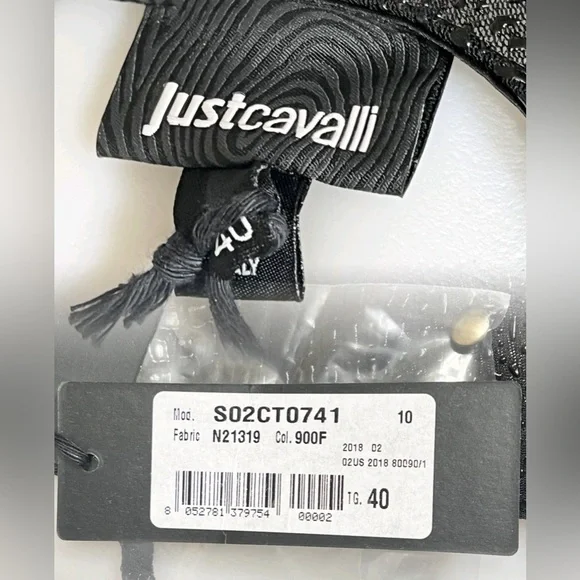 justcavalli
40
LY
Mod. S02CT0741 10
Fabric N21319 Col. 900F
2018 02
02US 2018 80090/1
TG. 40
8 052781 379754 00002